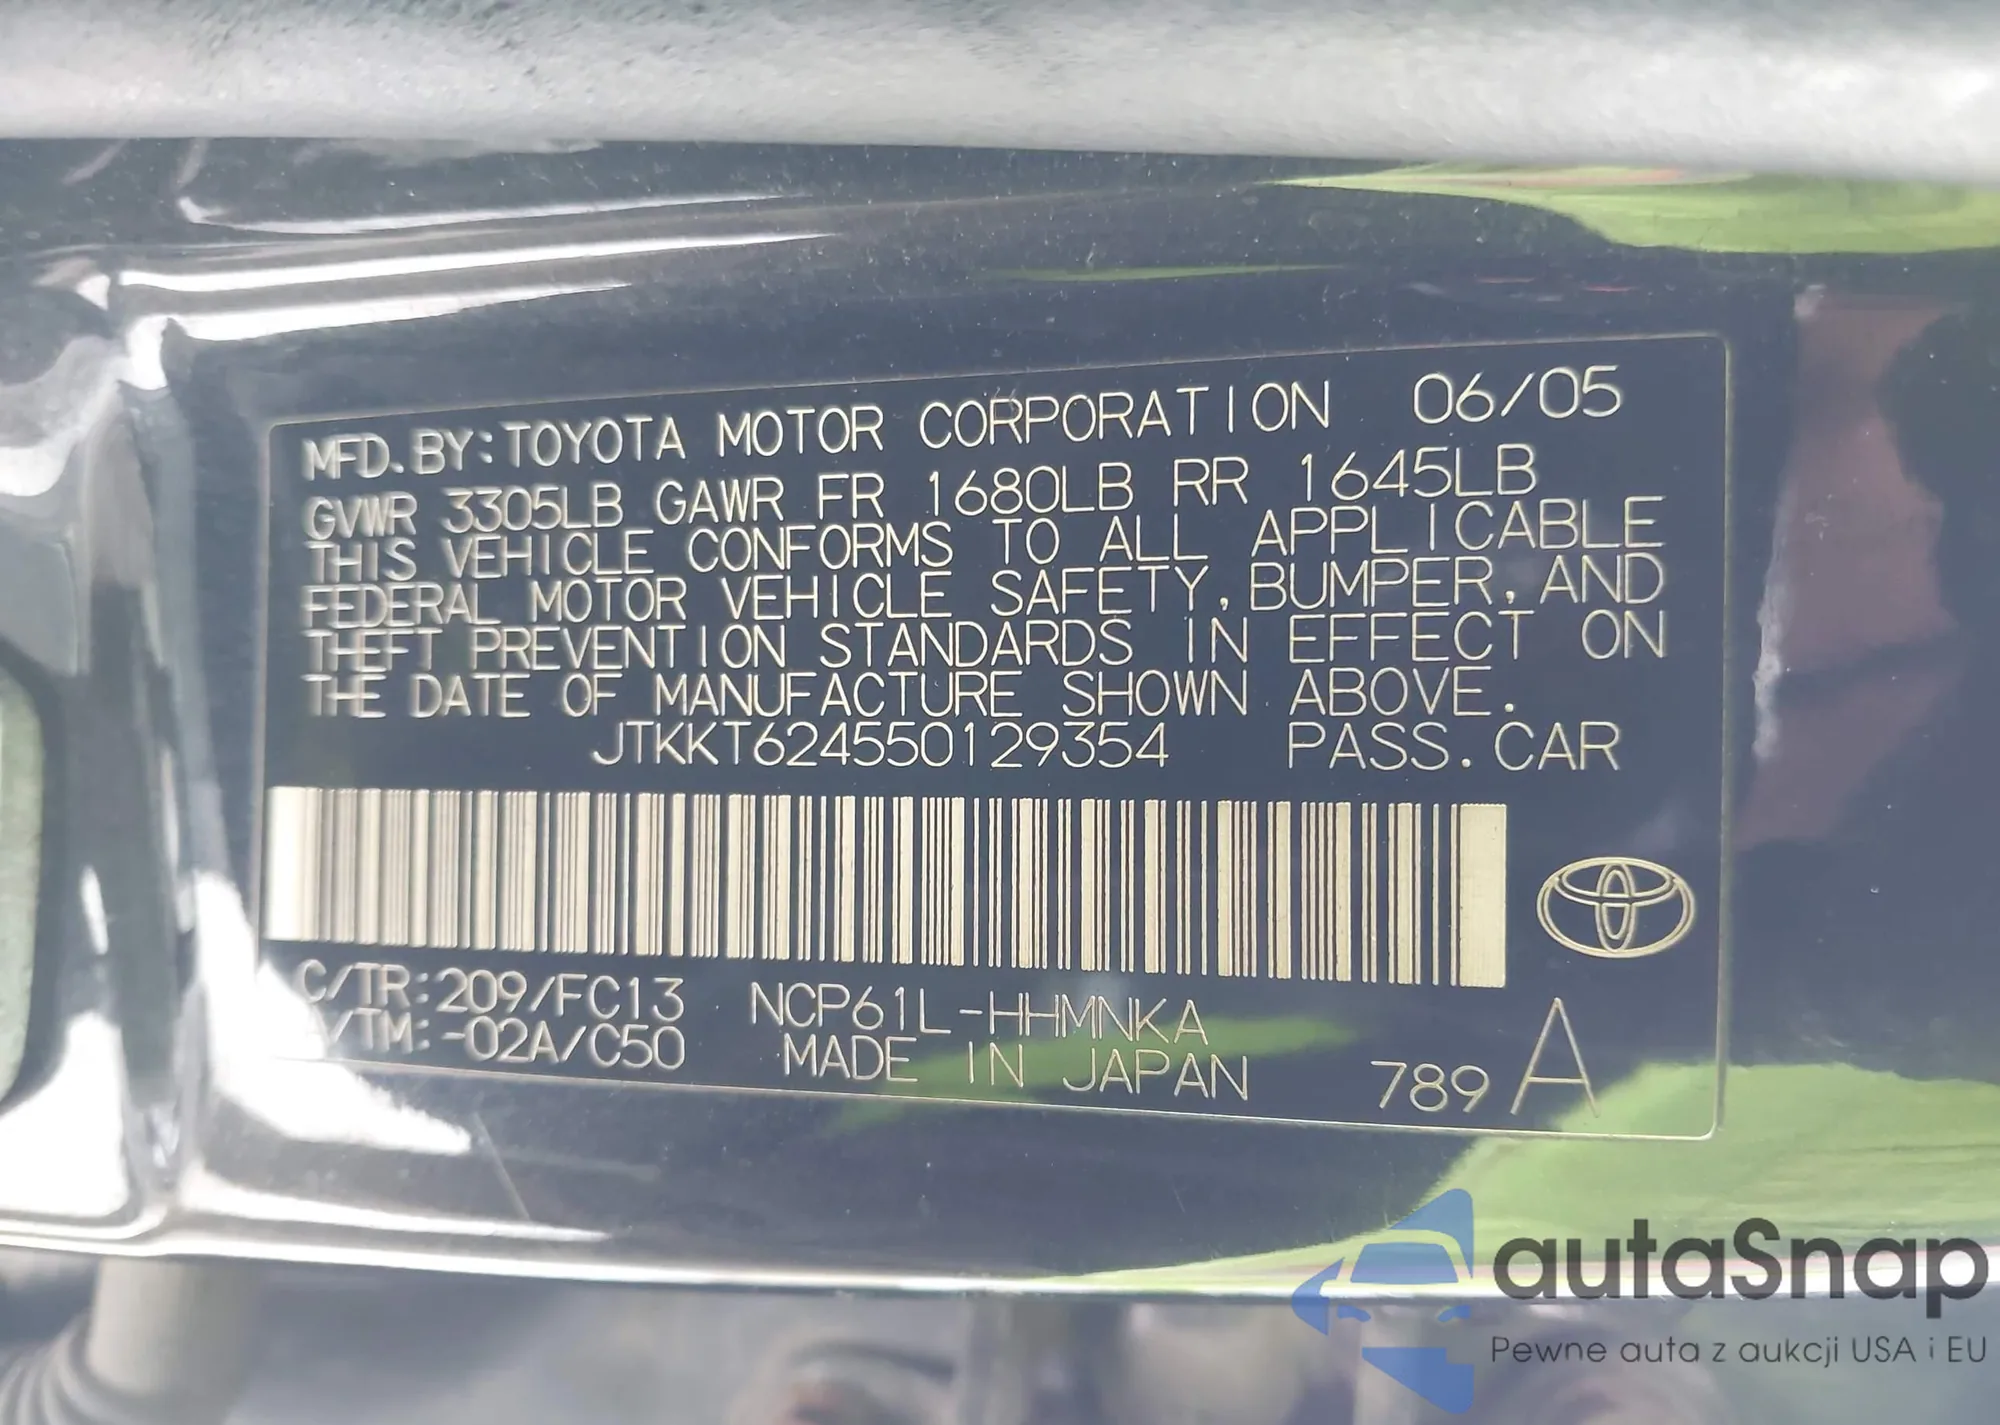 MFD. BY: TOYOTA MOTOR CORPORATION 06/05
GVWR 3305LB GAWR FR 1680LB RR 1645LB
THIS VEHICLE CONFORMS TO ALL APPLICABLE
FEDERAL MOTOR VEHICLE SAFETY, BUMPER, AND
THEFT PREVENTION STANDARDS IN EFFECT ON
THE DATE OF MANUFACTURE SHOWN ABOVE.
JTKKT624550129354 PASS. CAR
C/TR: 209/FC13 NCP61L-HHMNKA
A/TM: -02A/C50 MADE IN JAPAN 789 A
autaSnap
Pewne auta z aukcji USA i EU